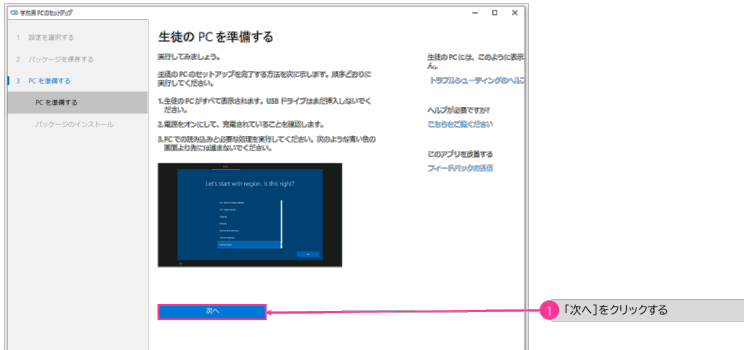 学校用 PCのセットアップ
1 設定を選択する
2 パッケージを保存する
3 PC を準備する
PC を準備する
パッケージのインストール
生徒の PC を準備する
実行してみましょう。
生徒の PC のセットアップを完了する方法を次に示します。順序どおりに
実行してください。
1.生徒の PC がすべて表示されます。USB ドライブはまだ挿入しないでく
ださい。
2.電源をオンにして、充電されていることを確認します。
3.PC での読み込みと必要な処理を実行してください。次のような青い色の
画面より先には進まないでください。
Let's start with region. Is this right?
次へ
生徒の PC には、このように表示
ん。
トラブルシューティングのヘルプ
ヘルプが必要ですか?
こちらをご覧ください
このアプリを改善する
フィードバックの送信
1 「次へ]をクリックする